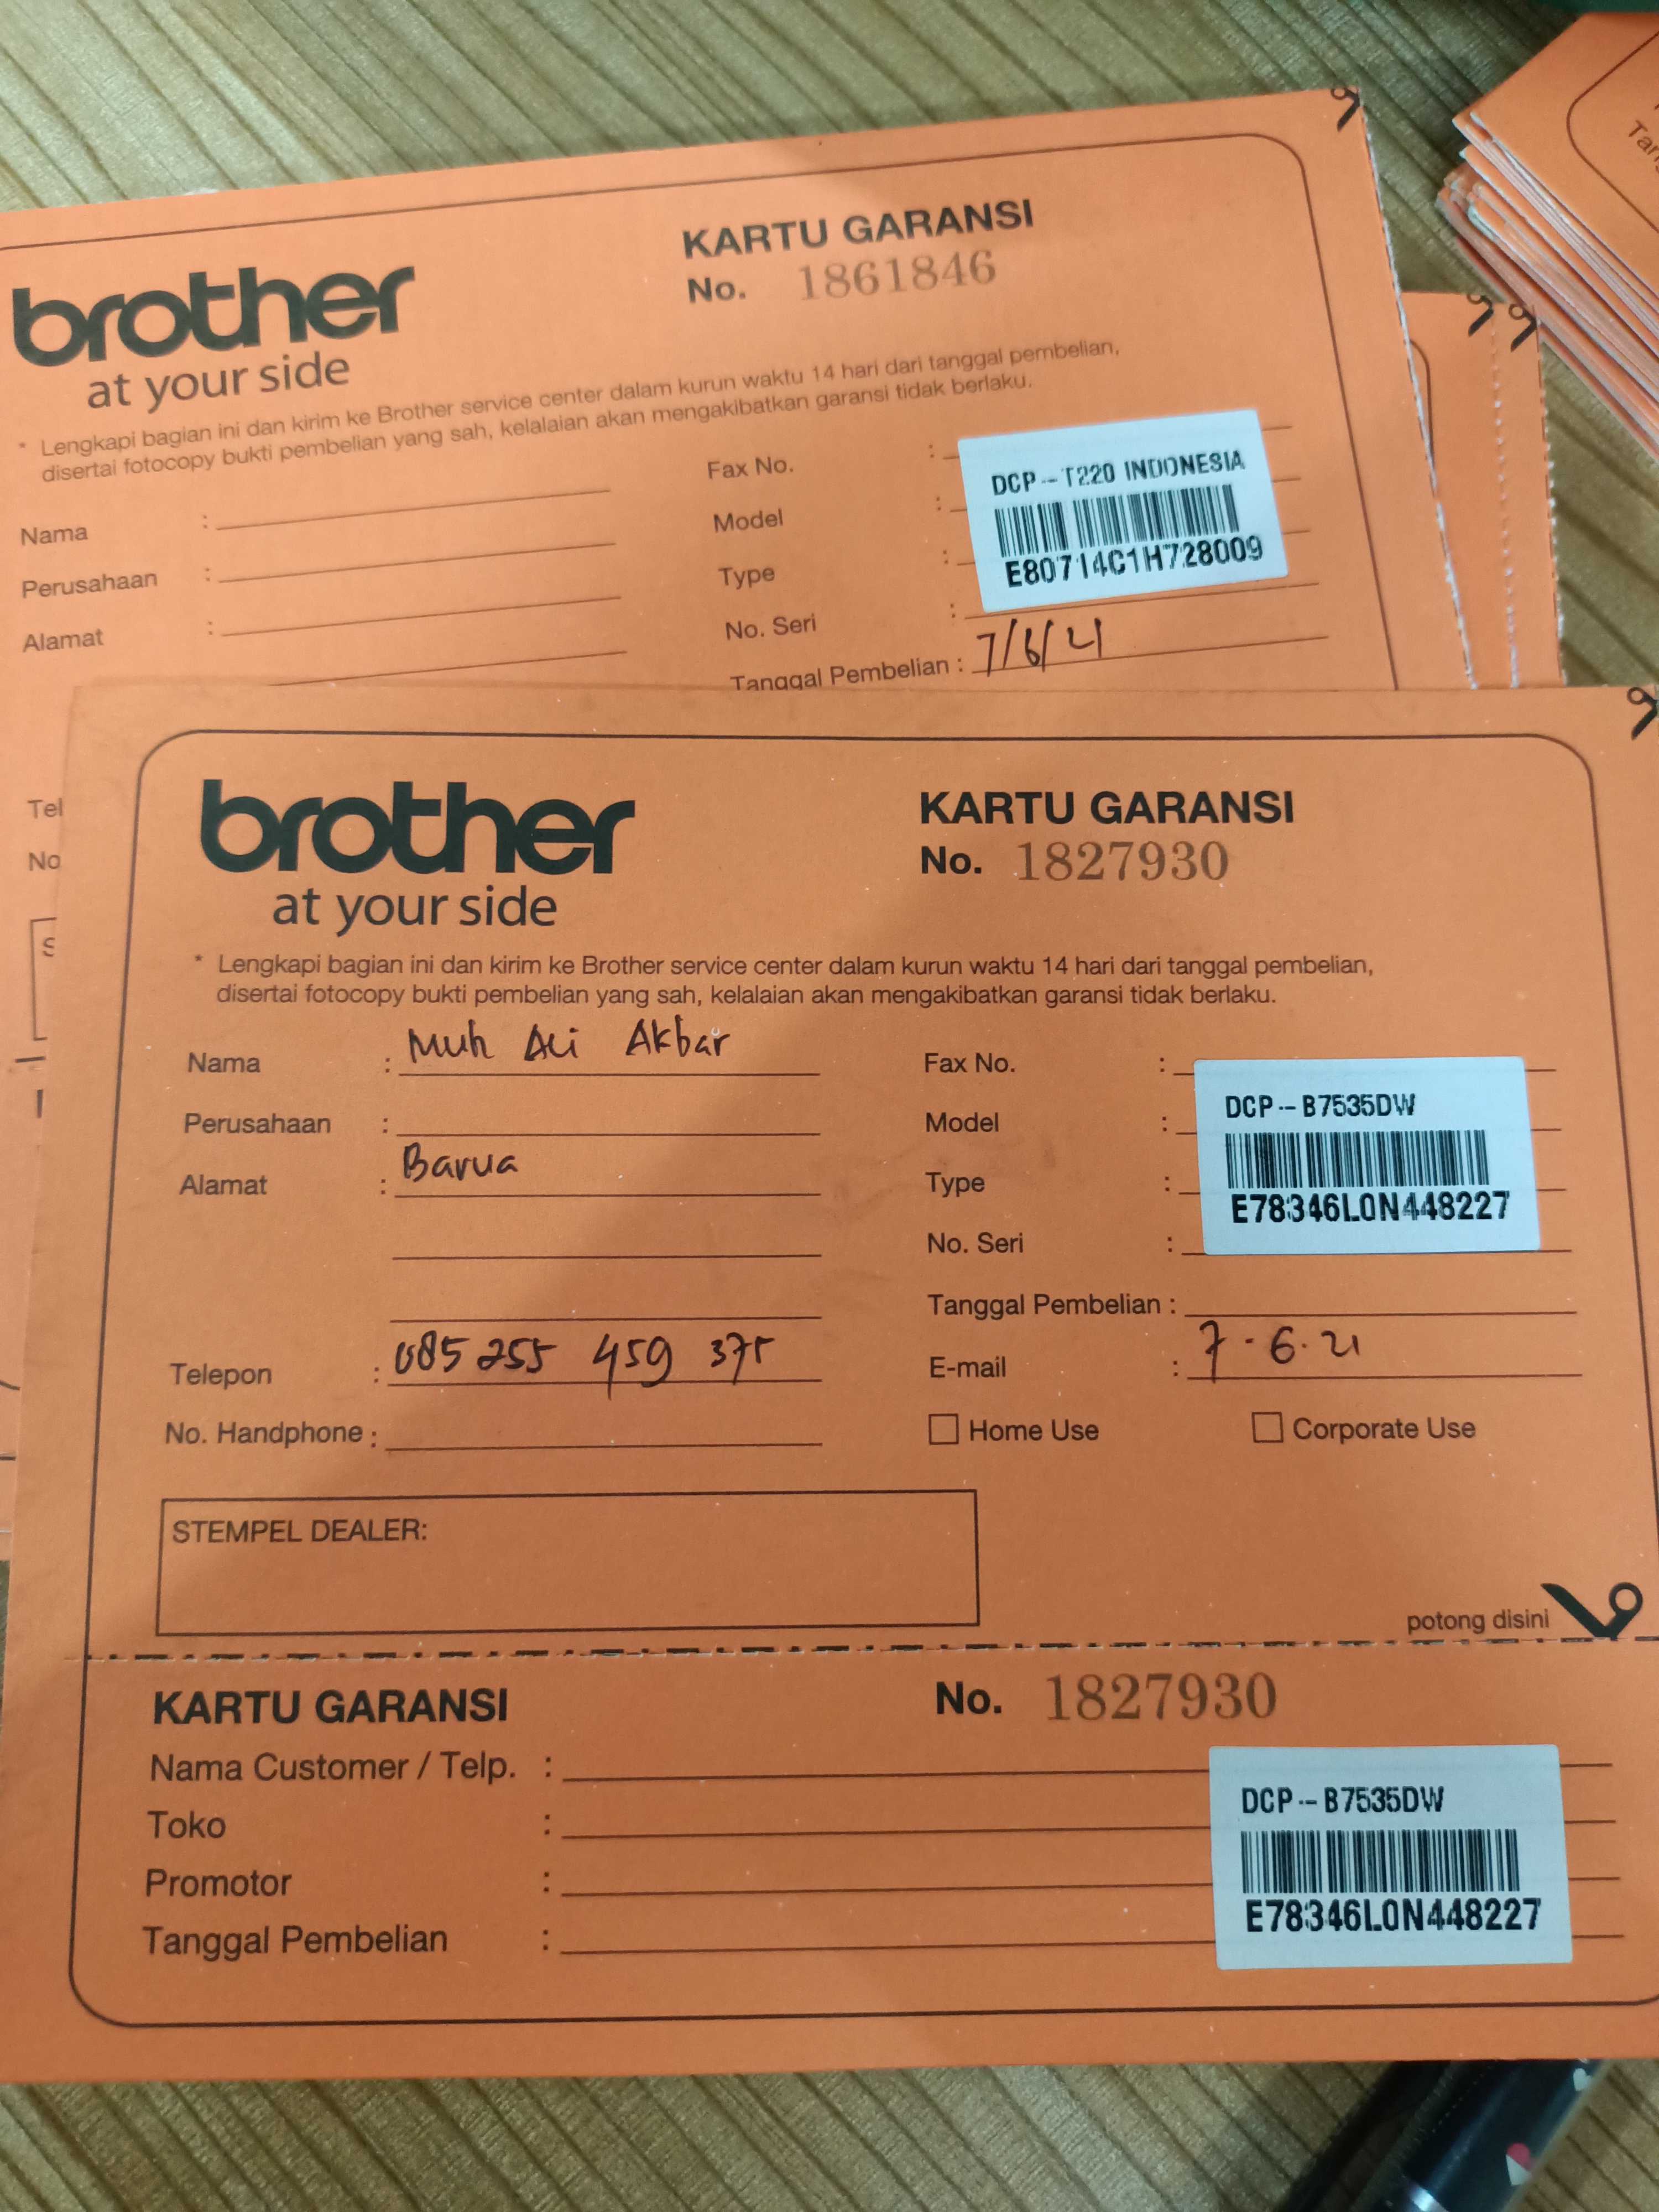 KARTU GARANSI
No. 1861846
brother
at your side
* Lengkapi bagian ini dan kirim ke Brother service center dalam kurun waktu 14 hari dari tanggal pembelian,
disertai fotocopy bukti pembelian yang sah, kelalaian akan mengakibatkan garansi tidak berlaku.
Nama :
Perusahaan :
Alamat :
Fax No. :
Model :
Type :
No. Seri :
Tanggal Pembelian : 7/6/21
DCP-T220 INDONESIA
E80714C1H728009
Tel
No
S
Tan
brother
at your side
KARTU GARANSI
No. 1827930
* Lengkapi bagian ini dan kirim ke Brother service center dalam kurun waktu 14 hari dari tanggal pembelian,
disertai fotocopy bukti pembelian yang sah, kelalaian akan mengakibatkan garansi tidak berlaku.
Nama : Muh Ali Akbar
Perusahaan :
Alamat : Barua
Telepon : 085 255 459 375
No. Handphone :
Fax No. :
Model :
Type :
No. Seri :
DCP-B7535DW
E78346L0N448227
Tanggal Pembelian :
E-mail : 7-6.21
Home Use
Corporate Use
STEMPEL DEALER:
potong disini
KARTU GARANSI
No. 1827930
Nama Customer / Telp. :
Toko :
Promotor :
Tanggal Pembelian :
DCP-B7535DW
E78346L0N448227